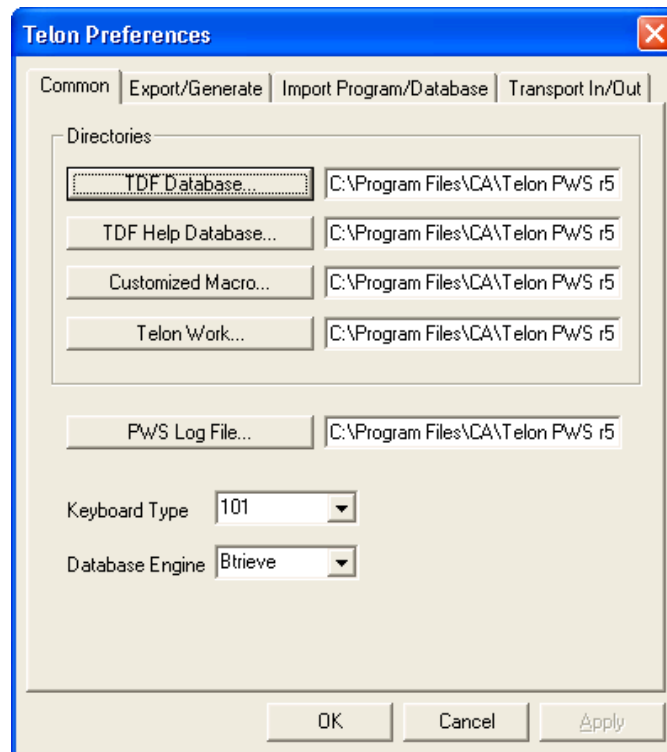 Telon Preferences
Common Export/Generate Import Program/Database Transport In/Out
Directories
TDF Database... C:\Program Files\CA\Telon PWS r5
TDF Help Database... C:\Program Files\CA\Telon PWS r5
Customized Macro... C:\Program Files\CA\Telon PWS r5
Telon Work... C:\Program Files\CA\Telon PWS r5
PWS Log File... C:\Program Files\CA\Telon PWS r5
Keyboard Type 101
Database Engine Btrieve
OK Cancel Apply